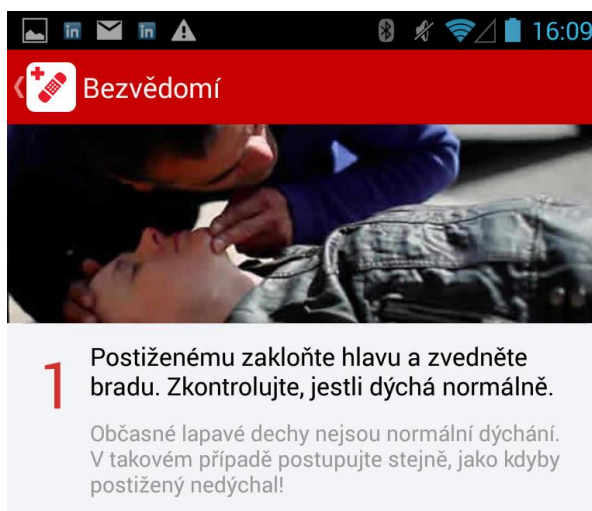 16:09
Bezvědomí
1
Postiženému zakloňte hlavu a zvedněte
bradu. Zkontrolujte, jestli dýchá normálně.
Občasné lapavé dechy nejsou normální dýchání.
V takovém případě postupujte stejně, jako kdyby
postižený nedýchal!